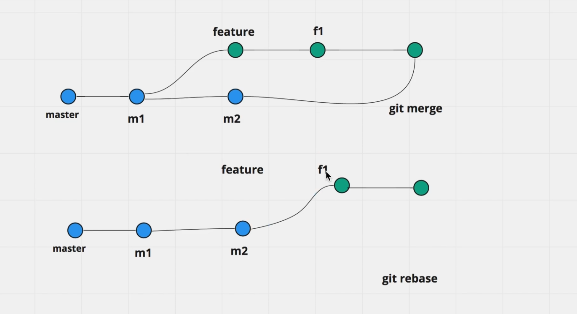 feature f1
master m1 m2 git merge
feature f1
master m1 m2
git rebase